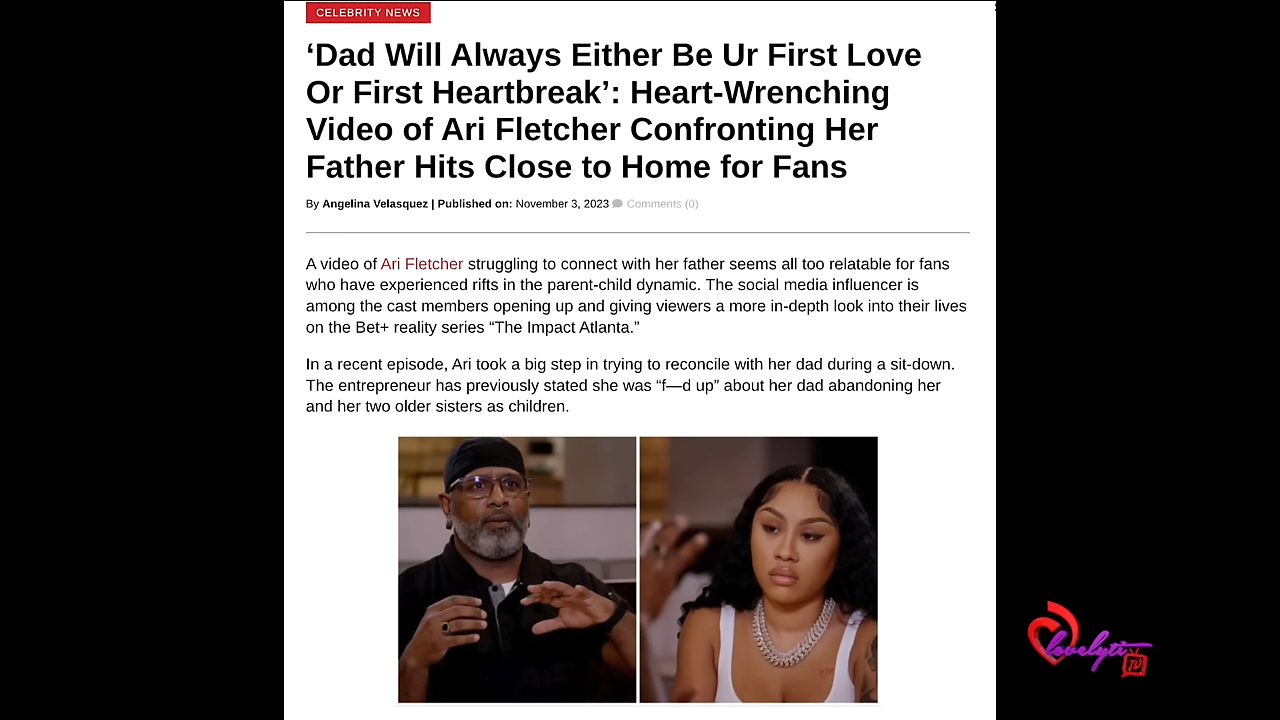 CELEBRITY NEWS
‘Dad Will Always Either Be Ur First Love
Or First Heartbreak’: Heart-Wrenching
Video of Ari Fletcher Confronting Her
Father Hits Close to Home for Fans
By Angelina Velasquez | Published on: November 3, 2023 Comments (0)
A video of Ari Fletcher struggling to connect with her father seems all too relatable for fans
who have experienced rifts in the parent-child dynamic. The social media influencer is
among the cast members opening up and giving viewers a more in-depth look into their lives
on the Bet+ reality series “The Impact Atlanta.”
In a recent episode, Ari took a big step in trying to reconcile with her dad during a sit-down.
The entrepreneur has previously stated she was “f—d up” about her dad abandoning her
and her two older sisters as children.
lovelyti
TV